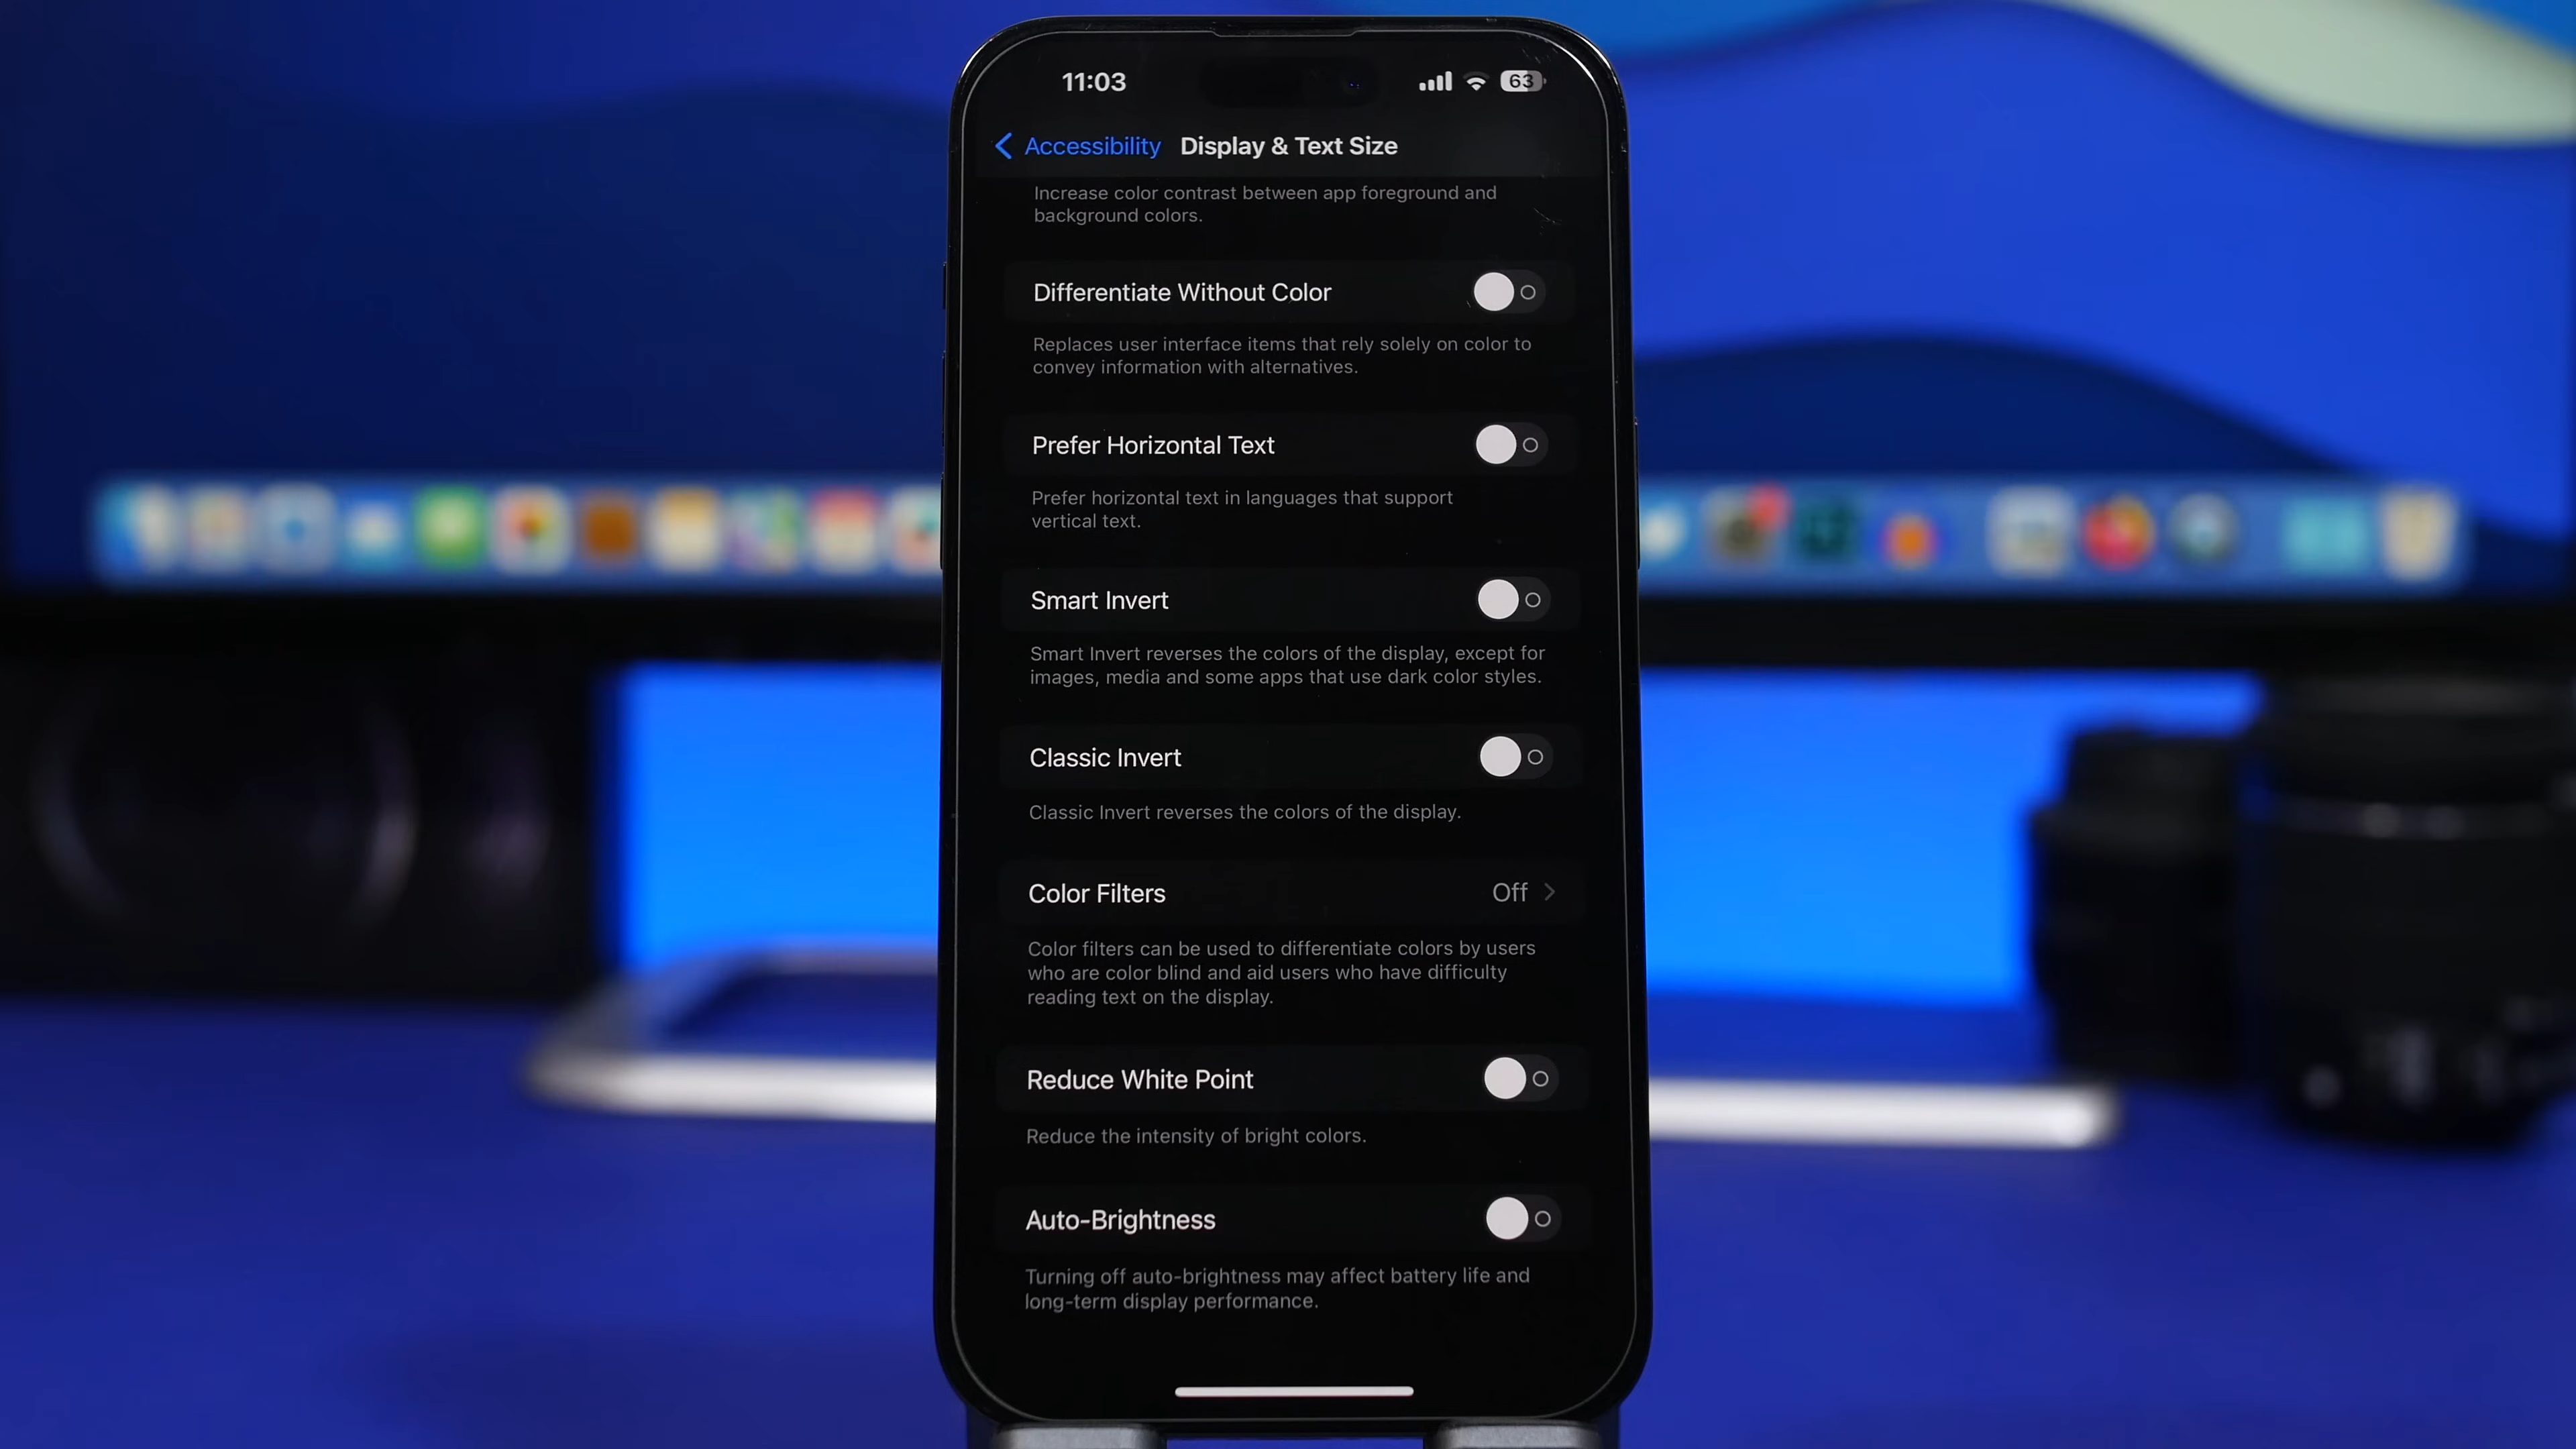 11:03
63
Accessibility Display & Text Size
Increase color contrast between app foreground and
background colors.
Differentiate Without Color
Replaces user interface items that rely solely on color to
convey information with alternatives.
Prefer Horizontal Text
Prefer horizontal text in languages that support
vertical text.
Smart Invert
Smart Invert reverses the colors of the display, except for
images, media and some apps that use dark color styles.
Classic Invert
Classic Invert reverses the colors of the display.
Color Filters Off
Color filters can be used to differentiate colors by users
who are color blind and aid users who have difficulty
reading text on the display.
Reduce White Point
Reduce the intensity of bright colors.
Auto-Brightness
Turning off auto-brightness may affect battery life and
long-term display performance.